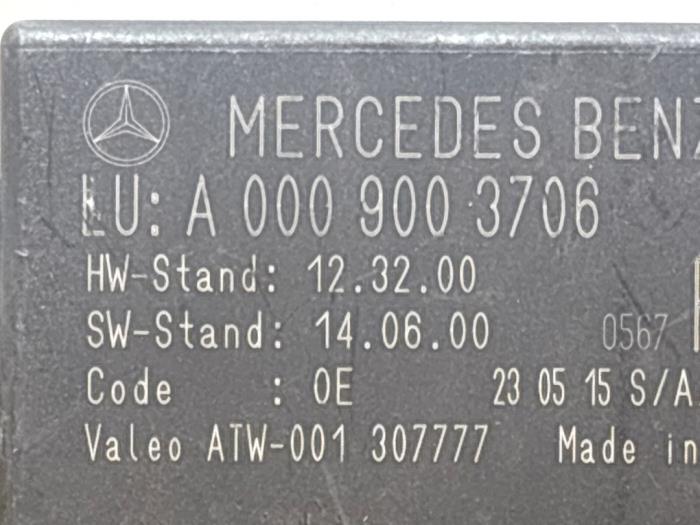 MERCEDES BENZ
LU: A 000 900 3706
HW-Stand: 12.32.00
SW-Stand: 14.06.00 0567
Code : 0E 23 05 15 S/A
Valeo ATW-001 307777 Made in